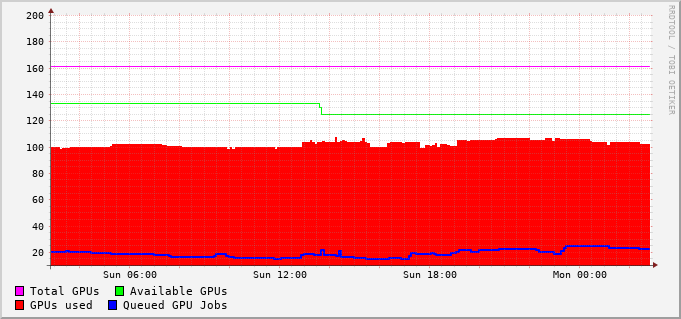 RRDTOOL / TOBI OETIKER
200
180
160
140
120
100
80
60
40
20
Sun 06:00 Sun 12:00 Sun 18:00 Mon 00:00
Total GPUs Available GPUs
GPUs used Queued GPU Jobs